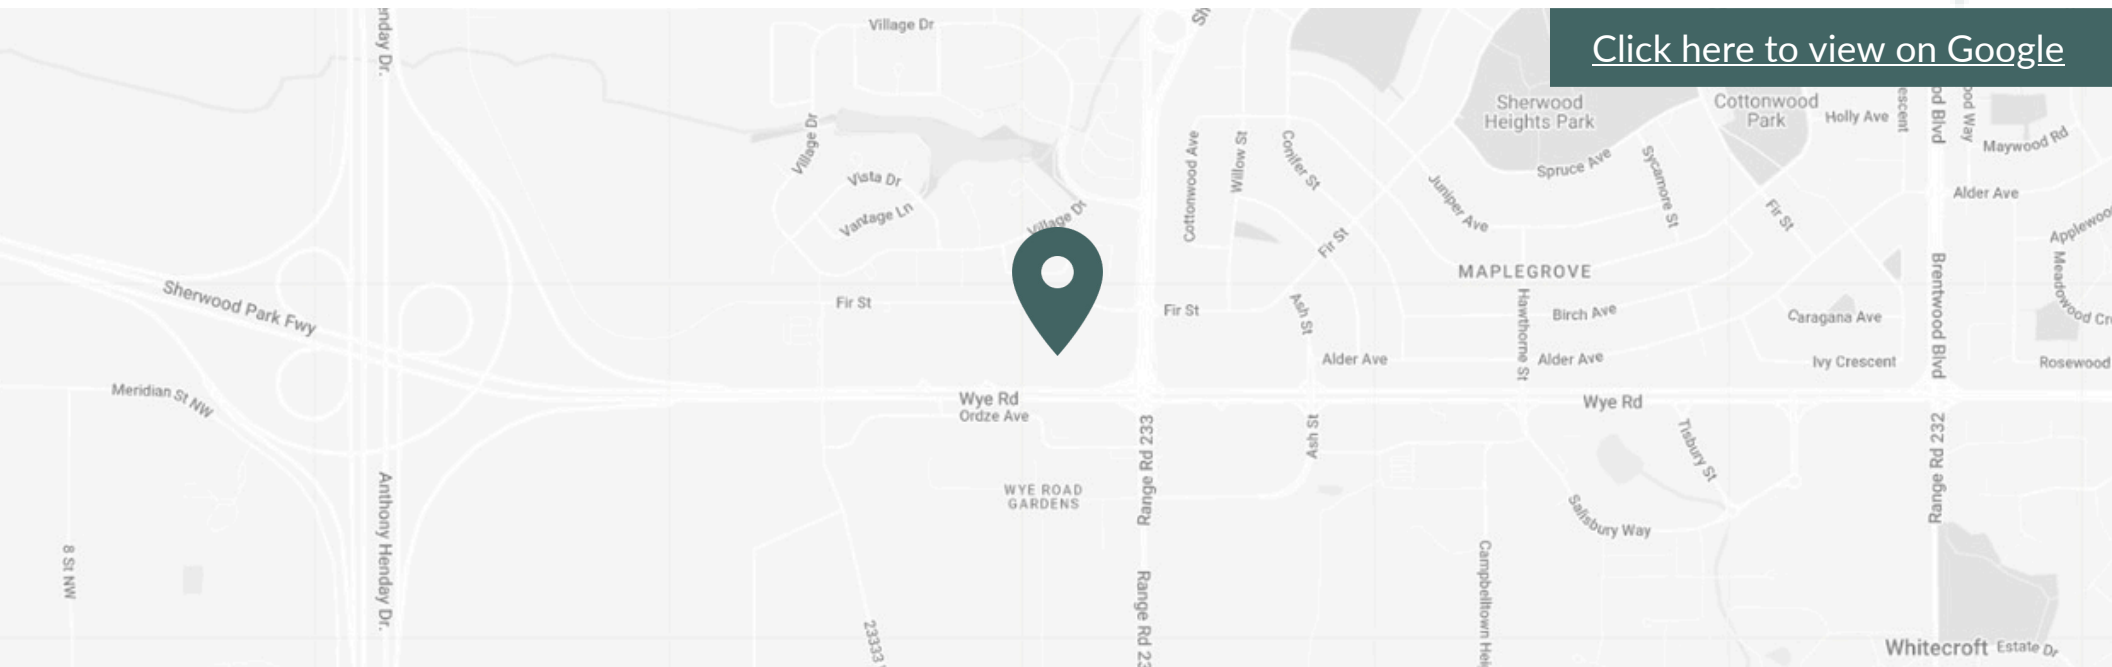 Click here to view on Google
Village Dr
Sherwood
Heights Park
Cottonwood
Park
Holly Ave
Maywood Rd
Village Dr
Vista Dr
Vantage Ln
Village Dr
Cottonwood Ave
Willow St
Conifer St
Juniper Ave
Spruce Ave
Sycamore St
Fir St
Fir St
Alder Ave
MAPLEGROVE
Sherwood Park Fwy
Fir St
Fir St
Ash St
Hawthorne St
Birch Ave
Caragana Ave
Brentwood Blvd
Alder Ave
Alder Ave
Ivy Crescent
Rosewood
Meridian St NW
Wye Rd
Ordze Ave
Wye Rd
Range Rd 233
Ash St
Tisbury St
Range Rd 232
WYE ROAD
GARDENS
Salisbury Way
Anthony Henday Dr.
8 St NW
Range Rd 23
Whitecroft
Estate Dr